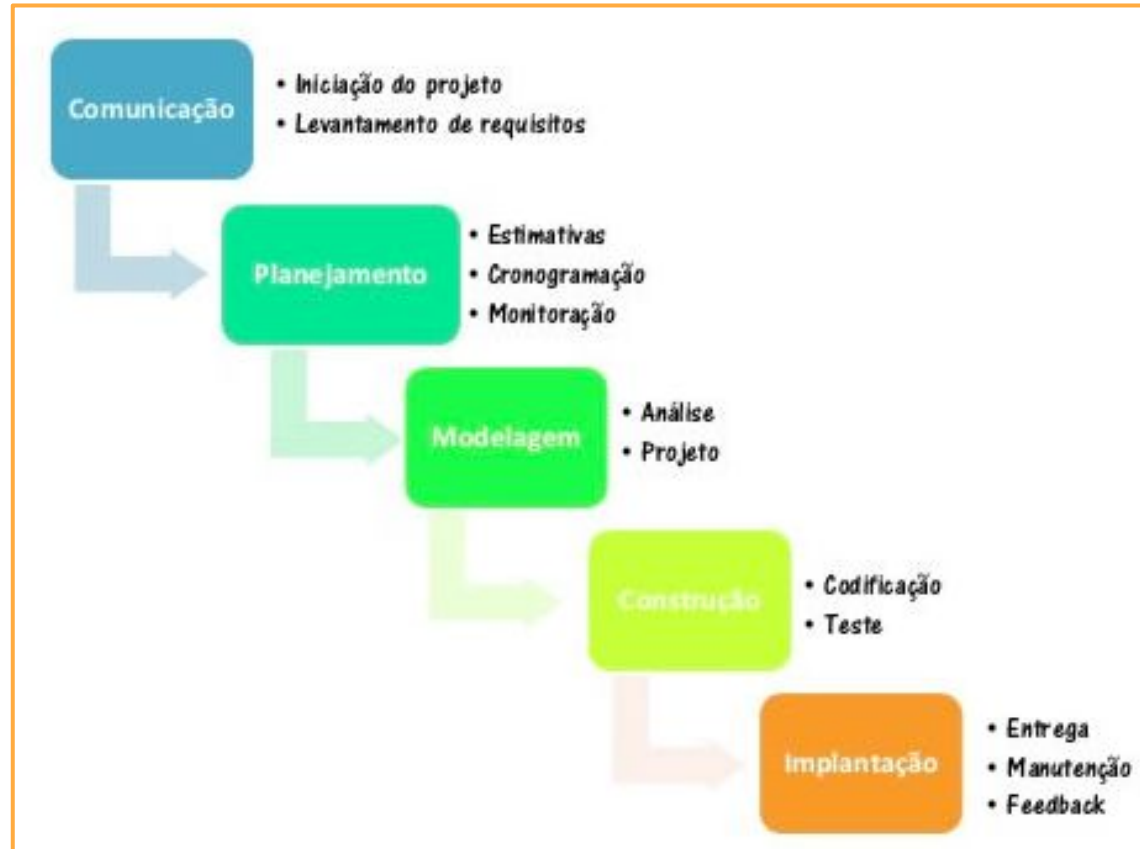 Comunicação
• Iniciação do projeto
• Levantamento de requisitos
Planejamento
• Estimativas
• Cronogramação
• Monitoração
Modelagem
• Análise
• Projeto
Construção
• Codificação
• Teste
Implantação
• Entrega
• Manutenção
• Feedback